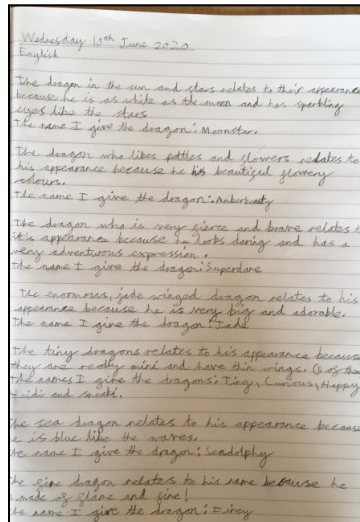 Wednesday 10th June 2020
English
The dragon in the sun and stars relates to their appearance
because he is as white as the moon and has sparkling
eyes like the stars
The name I give the dragon: Moonstar.
The dragon who likes potties and flowers relates to
his appearance because he has beautiful flowery
colours.
The name I give the dragon:
The dragon who is very fierce and brave relates to
it's appearance because he looks daring and has a
very adventurous expression.
The name I give the dragon: Superdare
The enormous, jade winged dragon relates to his
appearance because he is very big and adorable.
The name I give the dragon: Jade
The tiny dragons relates to his appearance because
they are really mini and have thin wings.
The names I give the dragons: Tiny, Curious, Happy
and
The sea dragon relates to his appearance because
he is blue like the waves.
the name I give the dragon: Seadolphy
the fire dragon relates to his name because he
made of flame and fire!
the name I give the dragon: Firey